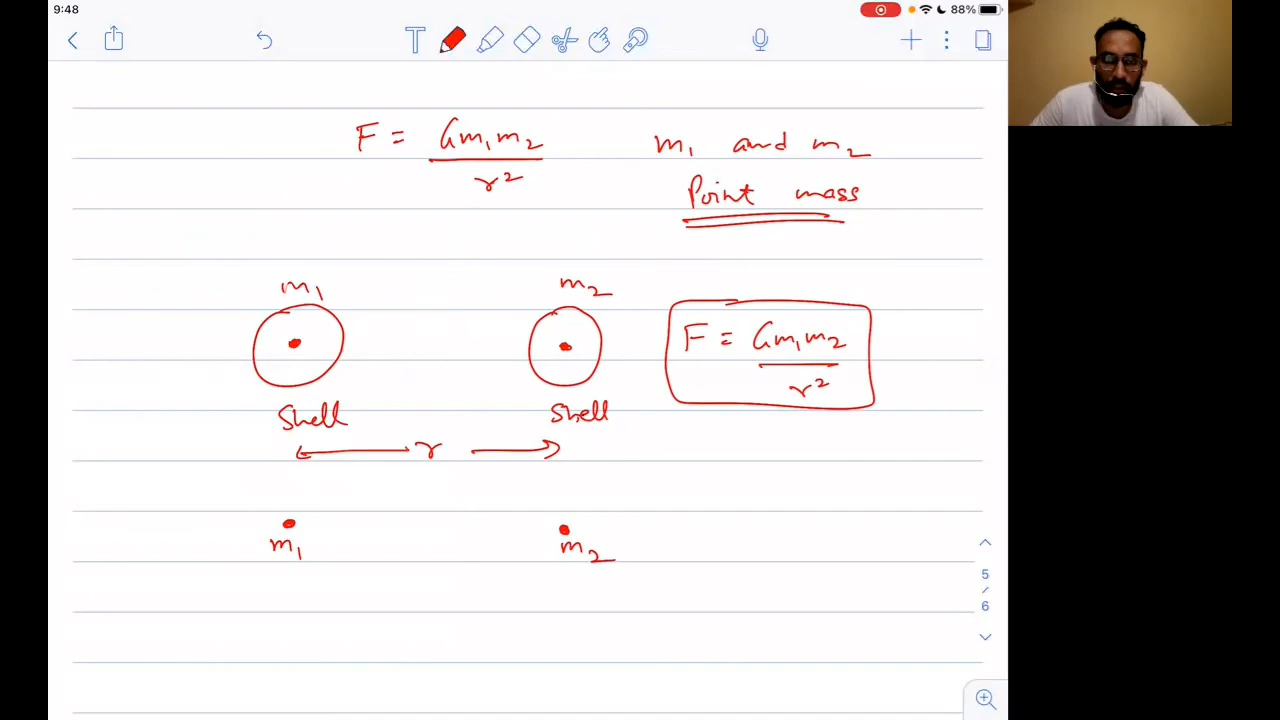 9:48
88%
T
F = Gm₁m₂ / r²
m₁ and m₂
Point mass
m₁ m₂
F = Gm₁m₂ / r²
Shell Shell
r
m₁ m₂
5
/
6